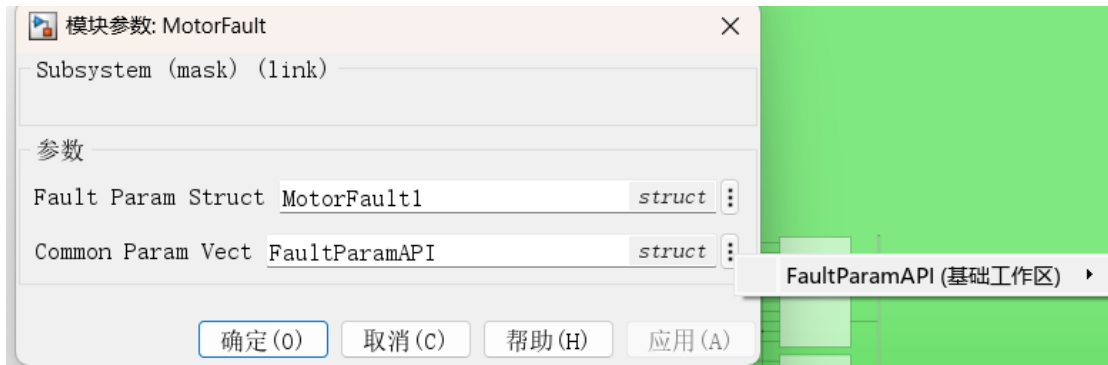 模块参数: MotorFault
Subsystem (mask) (link)
参数
Fault Param Struct MotorFault1 struct
Common Param Vect FaultParamAPI struct
FaultParamAPI (基础工作区)
确定(O) 取消(C) 帮助(H) 应用(A)